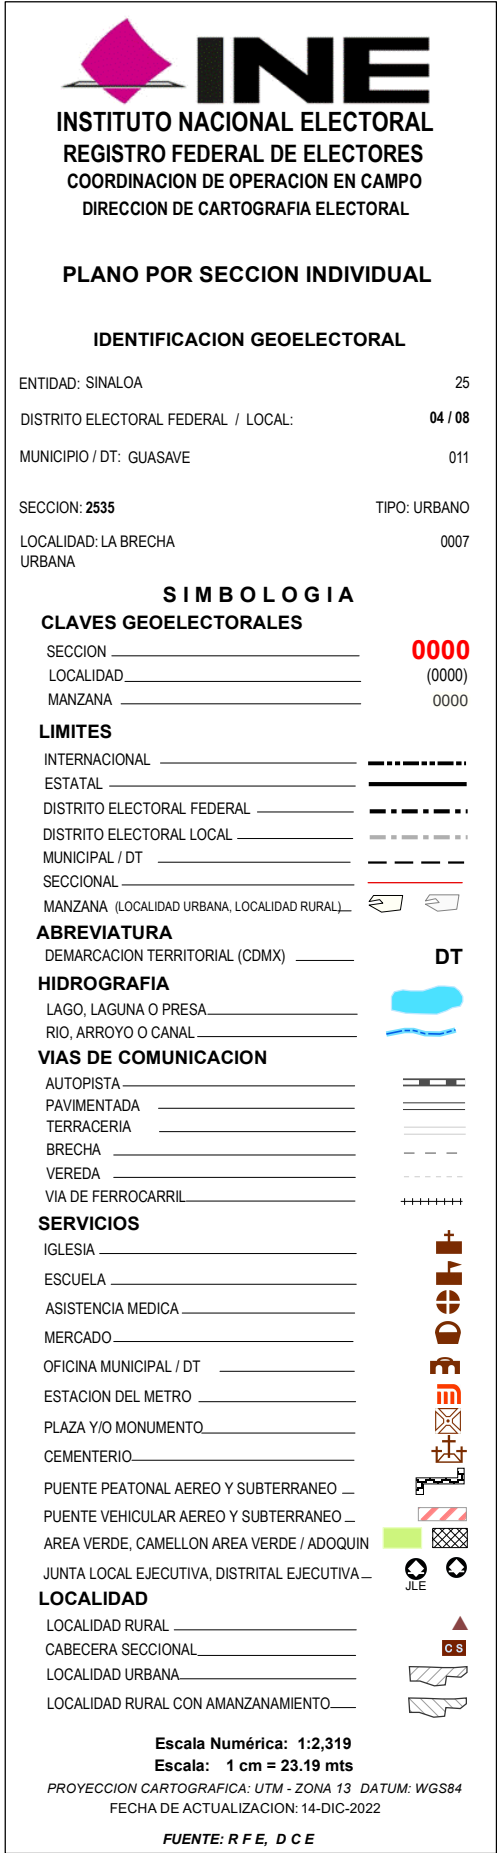 INE
INSTITUTO NACIONAL ELECTORAL
REGISTRO FEDERAL DE ELECTORES
COORDINACION DE OPERACION EN CAMPO
DIRECCION DE CARTOGRAFIA ELECTORAL
PLANO POR SECCION INDIVIDUAL
IDENTIFICACION GEOELECTORAL
ENTIDAD: SINALOA 25
DISTRITO ELECTORAL FEDERAL / LOCAL: 04 / 08
MUNICIPIO / DT: GUASAVE 011
SECCION: 2535 TIPO: URBANO
LOCALIDAD: LA BRECHA 0007
URBANA
SIMBOLOGIA
CLAVES GEOELECTORALES
SECCION 0000
LOCALIDAD (0000)
MANZANA 0000
LIMITES
INTERNACIONAL
ESTATAL
DISTRITO ELECTORAL FEDERAL
DISTRITO ELECTORAL LOCAL
MUNICIPAL / DT
SECCIONAL
MANZANA (LOCALIDAD URBANA, LOCALIDAD RURAL)
ABREVIATURA
DEMARCACION TERRITORIAL (CDMX) DT
HIDROGRAFIA
LAGO, LAGUNA O PRESA
RIO, ARROYO O CANAL
VIAS DE COMUNICACION
AUTOPISTA
PAVIMENTADA
TERRACERIA
BRECHA
VEREDA
VIA DE FERROCARRIL
SERVICIOS
IGLESIA
ESCUELA
ASISTENCIA MEDICA
MERCADO
OFICINA MUNICIPAL / DT
ESTACION DEL METRO
PLAZA Y/O MONUMENTO
CEMENTERIO
PUENTE PEATONAL AEREO Y SUBTERRANEO
PUENTE VEHICULAR AEREO Y SUBTERRANEO
AREA VERDE, CAMELLON AREA VERDE / ADOQUIN
JUNTA LOCAL EJECUTIVA, DISTRITAL EJECUTIVA
JLE
LOCALIDAD
LOCALIDAD RURAL
CABECERA SECCIONAL C S
LOCALIDAD URBANA
LOCALIDAD RURAL CON AMANZANAMIENTO
Escala Numérica: 1:2,319
Escala: 1 cm = 23.19 mts
PROYECCION CARTOGRAFICA: UTM - ZONA 13 DATUM: WGS84
FECHA DE ACTUALIZACION: 14-DIC-2022
FUENTE: R F E, D C E